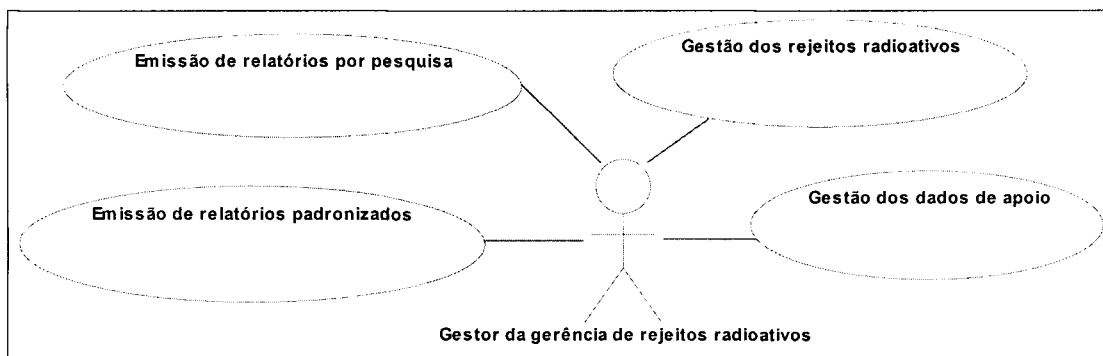 Emissão de relatórios por pesquisa
Gestão dos rejeitos radioativos
Emissão de relatórios padronizados
Gestão dos dados de apoio
Gestor da gerência de rejeitos radioativos